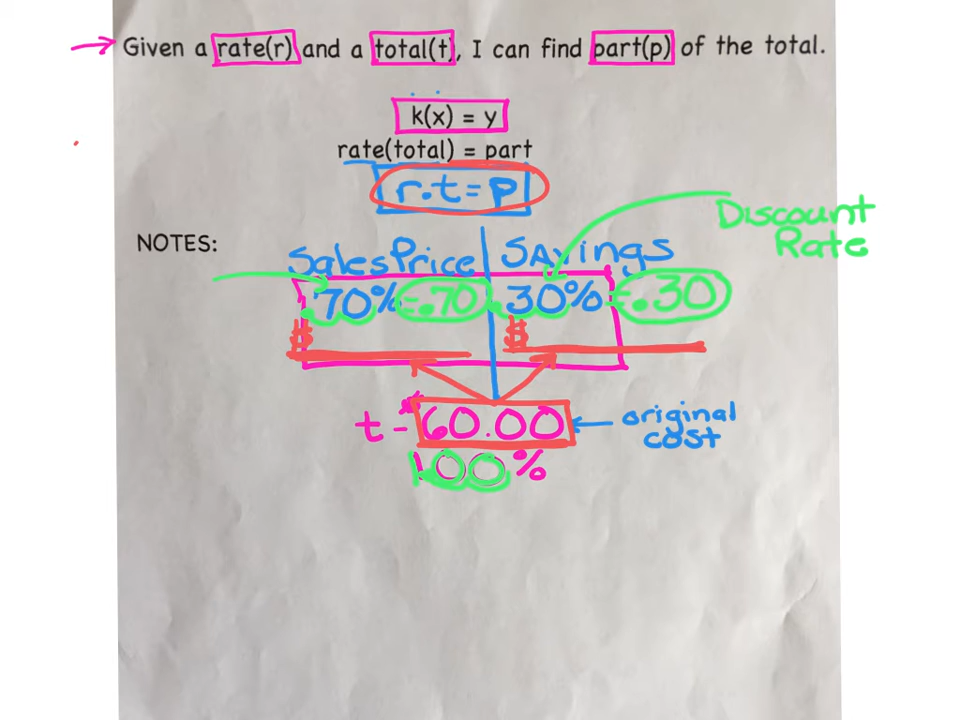 Given a rate(r) and a total(t), I can find part(p) of the total.
k(x) = y
rate(total) = part
r.t=p
Discount
Rate
NOTES:
Sales Price SAvings
.70% =.70 .30% =.30
$ $
t = $60.00 ← original
cost
100%